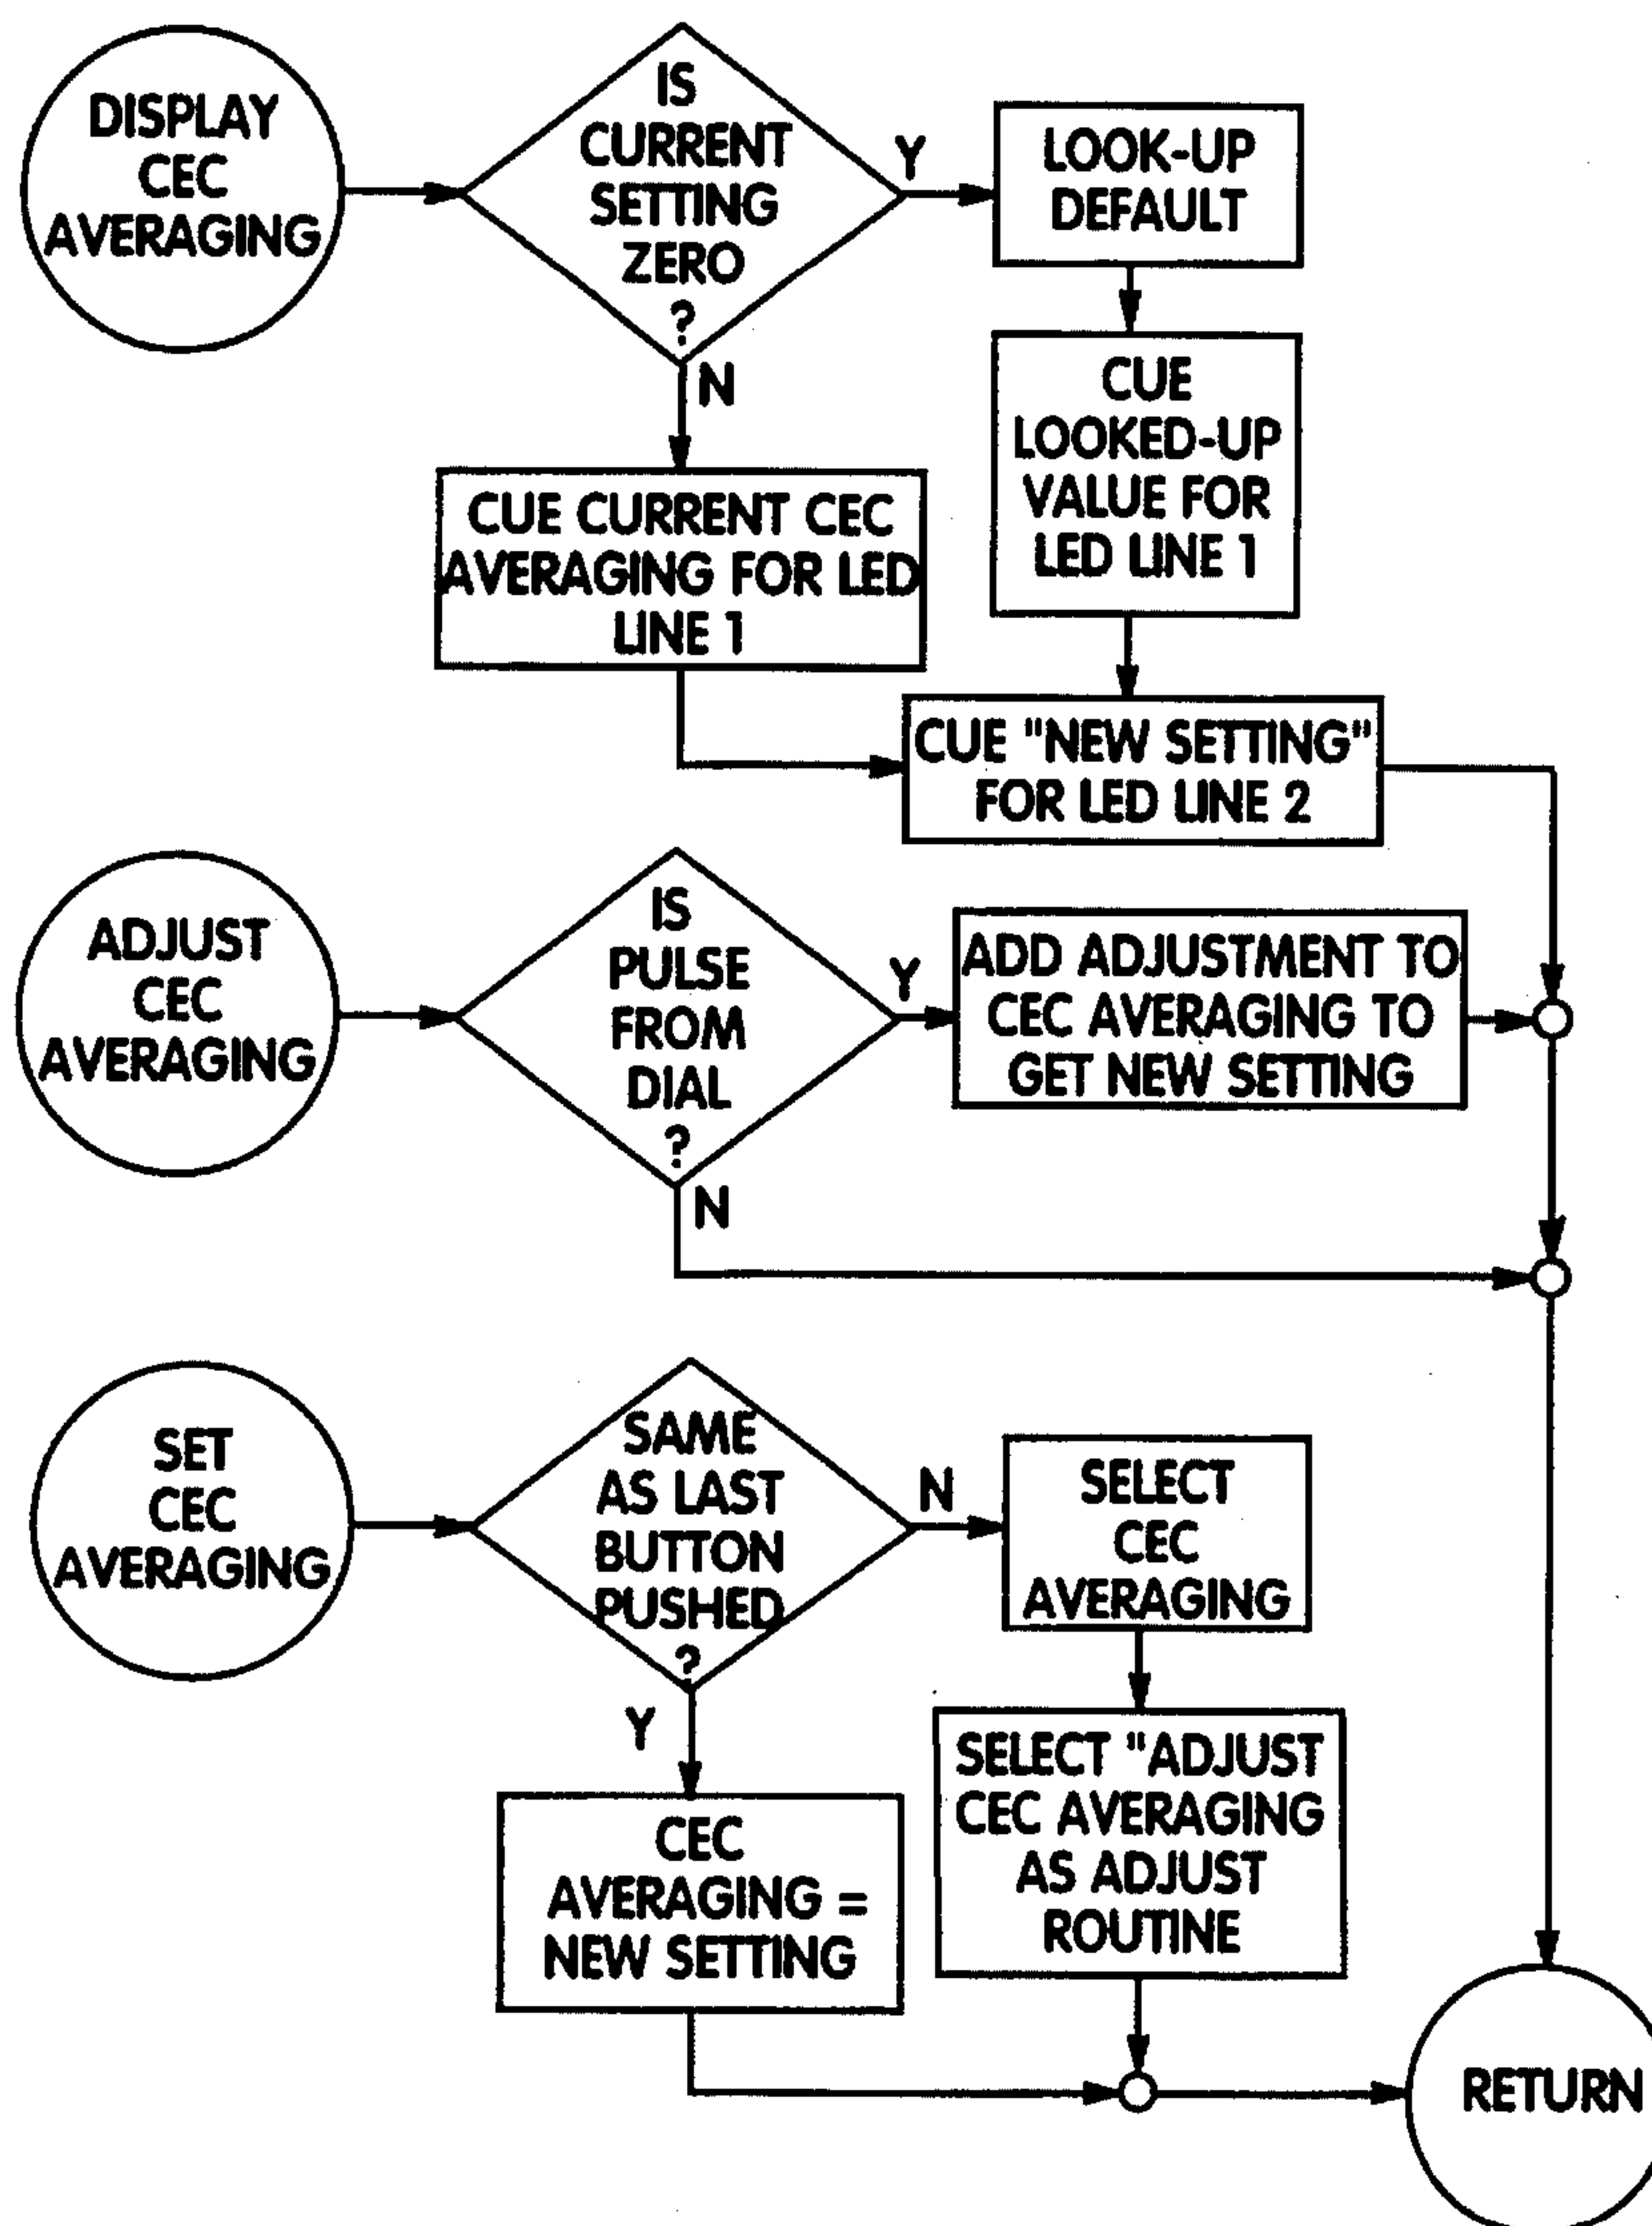 DISPLAY
CEC
AVERAGING
IS
CURRENT
SETTING
ZERO
?
Y
N
LOOK-UP
DEFAULT
CUE
LOOKED-UP
VALUE FOR
LED LINE 1
CUE CURRENT CEC
AVERAGING FOR LED
LINE 1
CUE "NEW SETTING"
FOR LED LINE 2
ADJUST
CEC
AVERAGING
IS
PULSE
FROM
DIAL
?
Y
N
ADD ADJUSTMENT TO
CEC AVERAGING TO
GET NEW SETTING
SET
CEC
AVERAGING
SAME
AS LAST
BUTTON
PUSHED
?
N
Y
SELECT
CEC
AVERAGING
SELECT "ADJUST
CEC AVERAGING
AS ADJUST
ROUTINE
CEC
AVERAGING =
NEW SETTING
RETURN